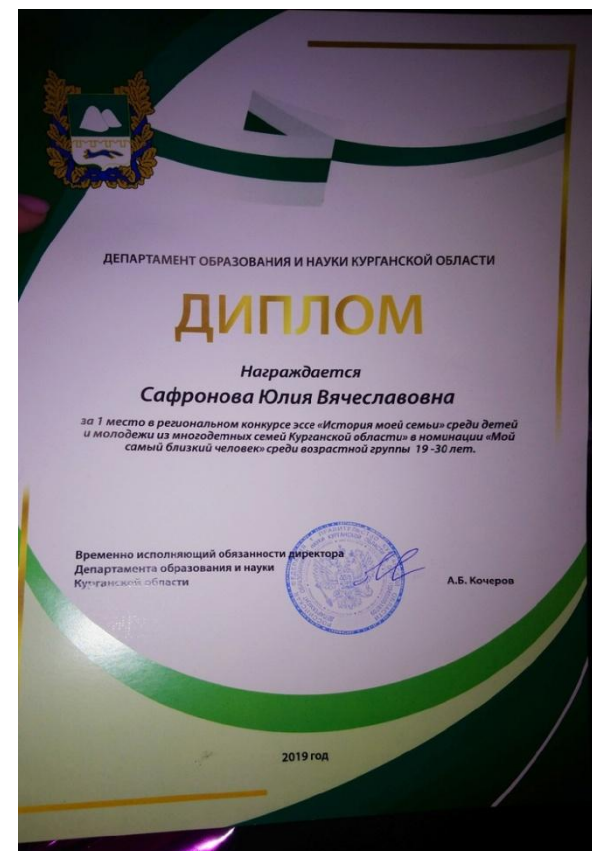 ДЕПАРТАМЕНТ ОБРАЗОВАНИЯ И НАУКИ КУРГАНСКОЙ ОБЛАСТИ
ДИПЛОМ
Награждается
Сафронова Юлия Вячеславовна
за 1 место в региональном конкурсе эссе «История моей семьи» среди детей
и молодежи из многодетных семей Курганской области» в номинации «Мой
самый близкий человек» среди возрастной группы 19 -30 лет.
Временно исполняющий обязанности директора
Департамента образования и науки
Курганской области
А.Б. Кочеров
2019 год